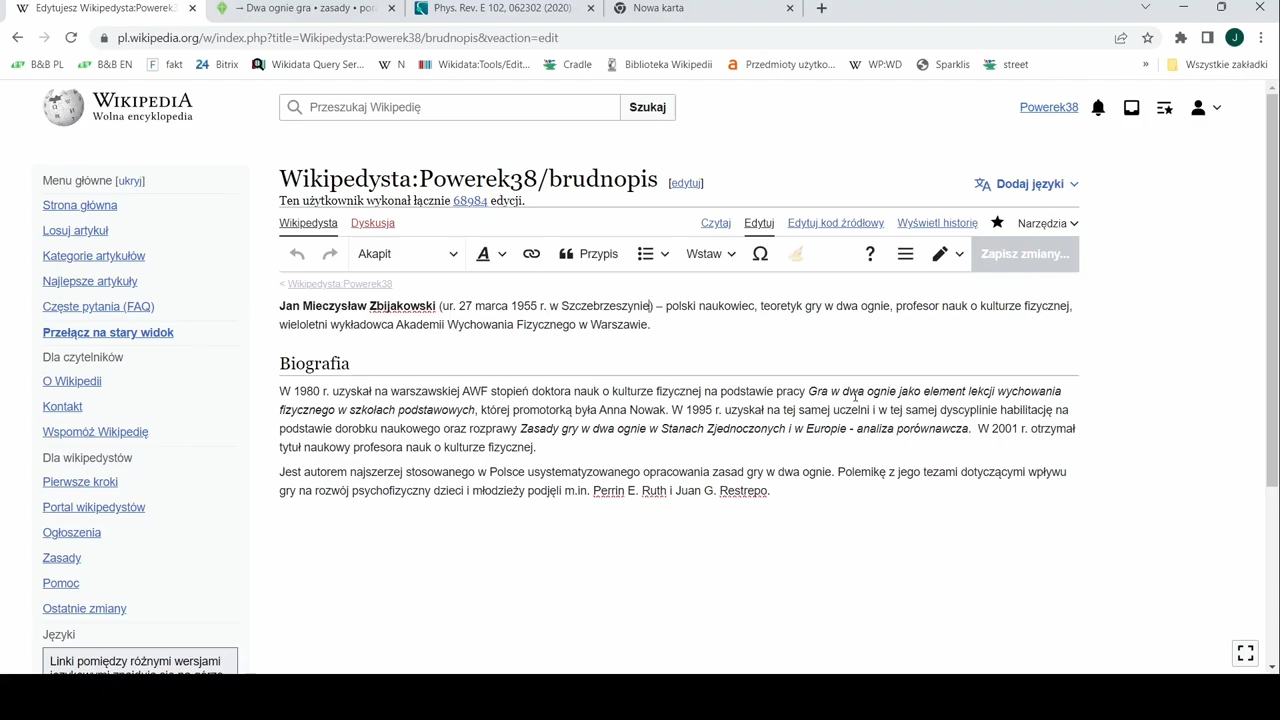 Edytujesz Wikipedysta:Powerek3
→ Dwa ognie gra • zasady • por
Phys. Rev. E 102, 062302 (2020)
Nowa karta
pl.wikipedia.org/w/index.php?title=Wikipedysta:Powerek38/brudnopis&veaction=edit
J
B&B PL
B&B EN
fakt
24 Bitrix
Wikidata Query Ser...
N
Wikidata:Tools/Edit...
Cradle
Biblioteka Wikipedii
Przedmioty użytko...
WP:WD
Sparklis
street
»
Wszystkie zakładki
WIKIPEDIA
Wolna encyklopedia
Przeszukaj Wikipedię
Szukaj
Powerek38
Menu główne [ukryj]
Strona główna
Losuj artykuł
Kategorie artykułów
Najlepsze artykuły
Częste pytania (FAQ)
Przełącz na stary widok
Dla czytelników
O Wikipedii
Kontakt
Wspomóż Wikipedię
Dla wikipedystów
Pierwsze kroki
Portal wikipedystów
Ogłoszenia
Zasady
Pomoc
Ostatnie zmiany
Języki
Linki pomiędzy różnymi wersjami
Wikipedysta:Powerek38/brudnopis [edytuj]
Dodaj języki
Ten użytkownik wykonał łącznie 68984 edycji.
Wikipedysta
Dyskusja
Czytaj
Edytuj
Edytuj kod źródłowy
Wyświetl historię
Narzędzia
Akapit
A
Przypis
Wstaw
Ω
?
Zapisz zmiany...
< Wikipedysta:Powerek38
Jan Mieczysław Zbijakowski (ur. 27 marca 1955 r. w Szczebrzeszynie) – polski naukowiec, teoretyk gry w dwa ognie, profesor nauk o kulturze fizycznej,
wieloletni wykładowca Akademii Wychowania Fizycznego w Warszawie.
Biografia
W 1980 r. uzyskał na warszawskiej AWF stopień doktora nauk o kulturze fizycznej na podstawie pracy Gra w dwa ognie jako element lekcji wychowania
fizycznego w szkołach podstawowych, której promotorką była Anna Nowak. W 1995 r. uzyskał na tej samej uczelni i w tej samej dyscyplinie habilitację na
podstawie dorobku naukowego oraz rozprawy Zasady gry w dwa ognie w Stanach Zjednoczonych i w Europie - analiza porównawcza. W 2001 r. otrzymał
tytuł naukowy profesora nauk o kulturze fizycznej.
Jest autorem najszerzej stosowanego w Polsce usystematyzowanego opracowania zasad gry w dwa ognie. Polemikę z jego tezami dotyczącymi wpływu
gry na rozwój psychofizyczny dzieci i młodzieży podjęli m.in. Perrin E. Ruth i Juan G. Restrepo.